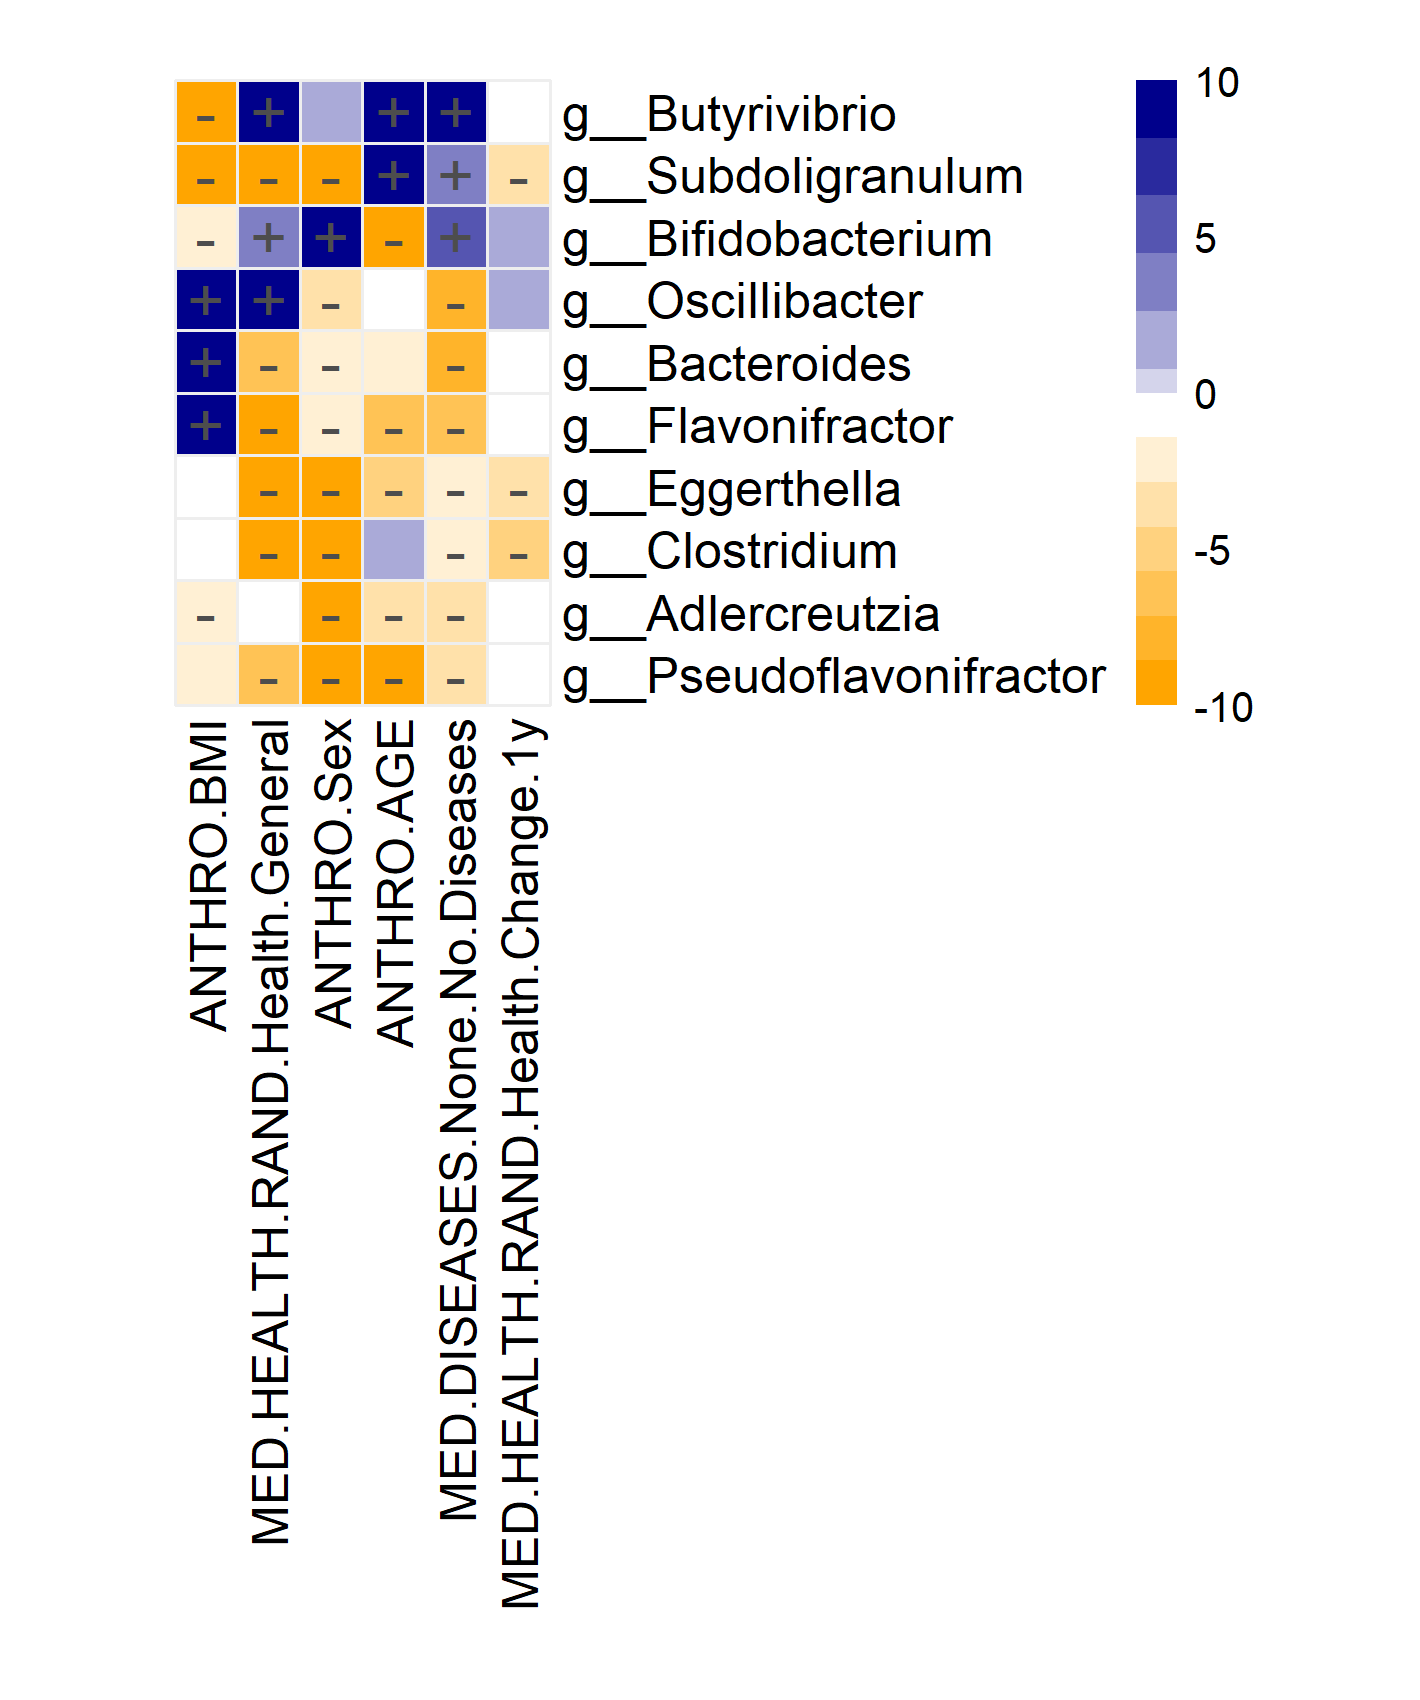 - + + + 10
g__Butyrivibrio
- - - + + -
g__Subdoligranulum
- + + - + 5
g__Bifidobacterium
+ + - -
g__Oscillibacter
+ - - -
g__Bacteroides
0
+ - - - -
g__Flavonifractor
- - - - -
g__Eggerthella
- - - -
g__Clostridium
-5
- - - -
g__Adlercreutzia
- - - -
g__Pseudoflavonifractor
-10
ANTHRO.BMI
MED.HEALTH.RAND.Health.General
ANTHRO.Sex
ANTHRO.AGE
MED.DISEASES.None.No.Diseases
MED.HEALTH.RAND.Health.Change.1y